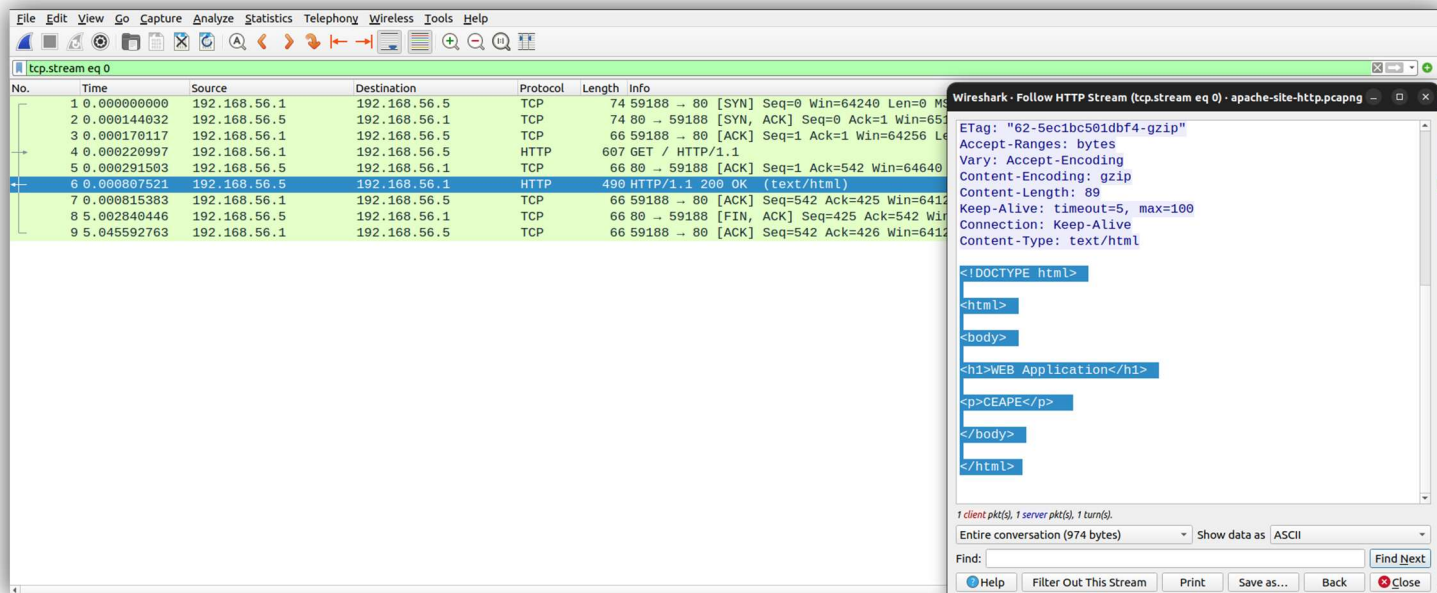 File Edit View Go Capture Analyze Statistics Telephony Wireless Tools Help
tcp.stream eq 0
No. Time Source Destination Protocol Length Info
1 0.000000000 192.168.56.1 192.168.56.5 TCP 74 59188 → 80 [SYN] Seq=0 Win=64240 Len=0 MS
2 0.000144032 192.168.56.5 192.168.56.1 TCP 74 80 → 59188 [SYN, ACK] Seq=0 Ack=1 Win=651
3 0.000170117 192.168.56.1 192.168.56.5 TCP 66 59188 → 80 [ACK] Seq=1 Ack=1 Win=64256 Le
4 0.000220997 192.168.56.1 192.168.56.5 HTTP 607 GET / HTTP/1.1
5 0.000291503 192.168.56.5 192.168.56.1 TCP 66 80 → 59188 [ACK] Seq=1 Ack=542 Win=64640
6 0.000807521 192.168.56.5 192.168.56.1 HTTP 490 HTTP/1.1 200 OK (text/html)
7 0.000815383 192.168.56.1 192.168.56.5 TCP 66 59188 → 80 [ACK] Seq=542 Ack=425 Win=6412
8 5.002840446 192.168.56.5 192.168.56.1 TCP 66 80 → 59188 [FIN, ACK] Seq=425 Ack=542 Win
9 5.045592763 192.168.56.1 192.168.56.5 TCP 66 59188 → 80 [ACK] Seq=542 Ack=426 Win=6412
Wireshark · Follow HTTP Stream (tcp.stream eq 0) · apache-site-http.pcapng
ETag: "62-5ec1bc501dbf4-gzip"
Accept-Ranges: bytes
Vary: Accept-Encoding
Content-Encoding: gzip
Content-Length: 89
Keep-Alive: timeout=5, max=100
Connection: Keep-Alive
Content-Type: text/html
<!DOCTYPE html>
<html>
<body>
<h1>WEB Application</h1>
<p>CEAPE</p>
</body>
</html>
1 client pkt(s), 1 server pkt(s), 1 turn(s).
Entire conversation (974 bytes) Show data as ASCII
Find: Find Next
Help Filter Out This Stream Print Save as... Back Close